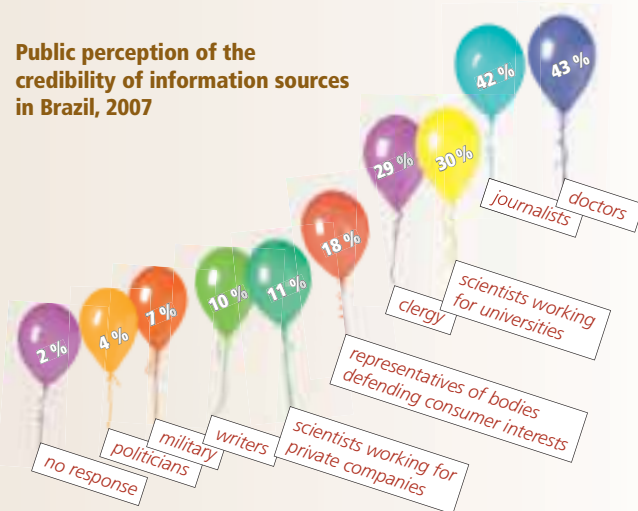 Public perception of the
credibility of information sources
in Brazil, 2007
2 %
4 %
7 %
10 %
11 %
18 %
29 %
30 %
42 %
43 %
no response
politicians
military
writers
scientists working for
private companies
representatives of bodies
defending consumer interests
clergy
scientists working
for universities
journalists
doctors